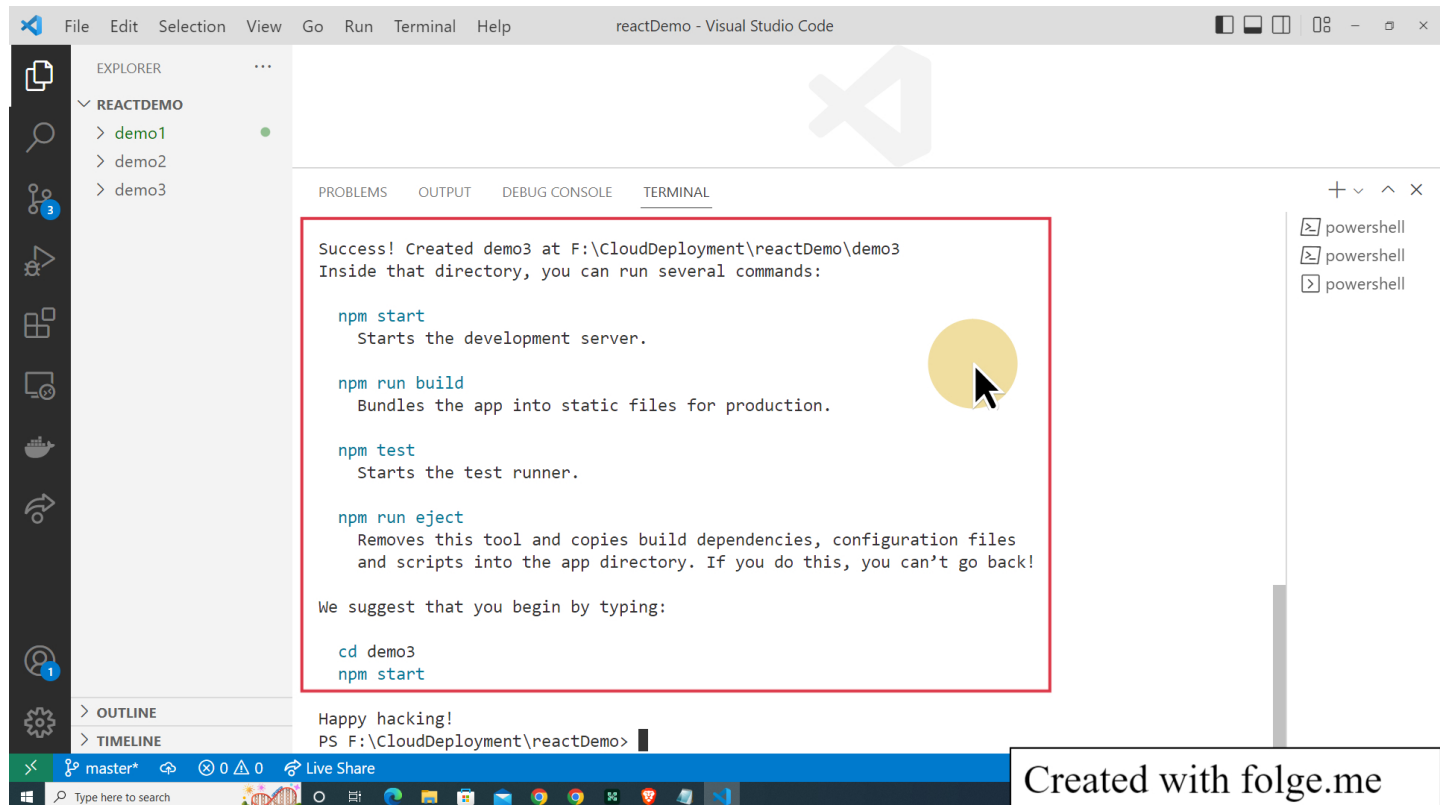 File Edit Selection View Go Run Terminal Help
reactDemo - Visual Studio Code
EXPLORER
REACTDEMO
demo1
demo2
demo3
OUTLINE
TIMELINE
3
1
PROBLEMS OUTPUT DEBUG CONSOLE TERMINAL
Success! Created demo3 at F:\CloudDeployment\reactDemo\demo3
Inside that directory, you can run several commands:
npm start
Starts the development server.
npm run build
Bundles the app into static files for production.
npm test
Starts the test runner.
npm run eject
Removes this tool and copies build dependencies, configuration files
and scripts into the app directory. If you do this, you can’t go back!
We suggest that you begin by typing:
cd demo3
npm start
Happy hacking!
PS F:\CloudDeployment\reactDemo>
powershell
powershell
powershell
master* 0 0 Live Share
Type here to search
Created with folge.me